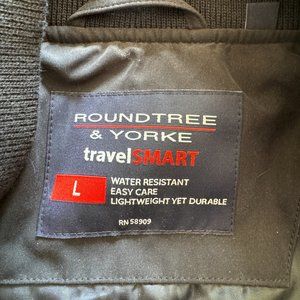 ROUNDTREE
& YORKE
travelSMART
L
WATER RESISTANT
EASY CARE
LIGHTWEIGHT YET DURABLE
RN 58909